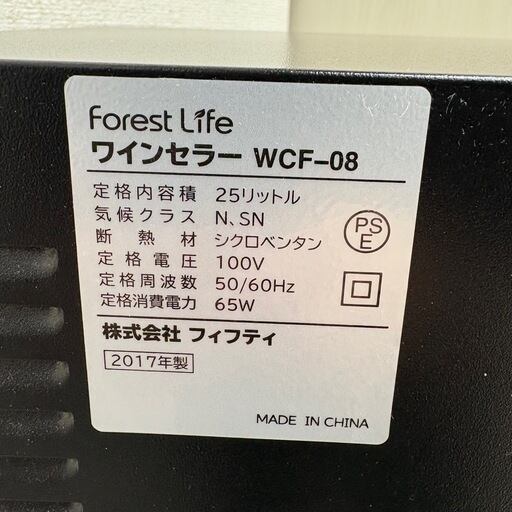 Forest Life
ワインセラー WCF-08
定格内容積 25リットル
気候クラス N、SN
断熱材 シクロベンタン
定格電圧 100V
定格周波数 50/60Hz
定格消費電力 65W
PS
E
株式会社 フィフティ
2017年製
MADE IN CHINA